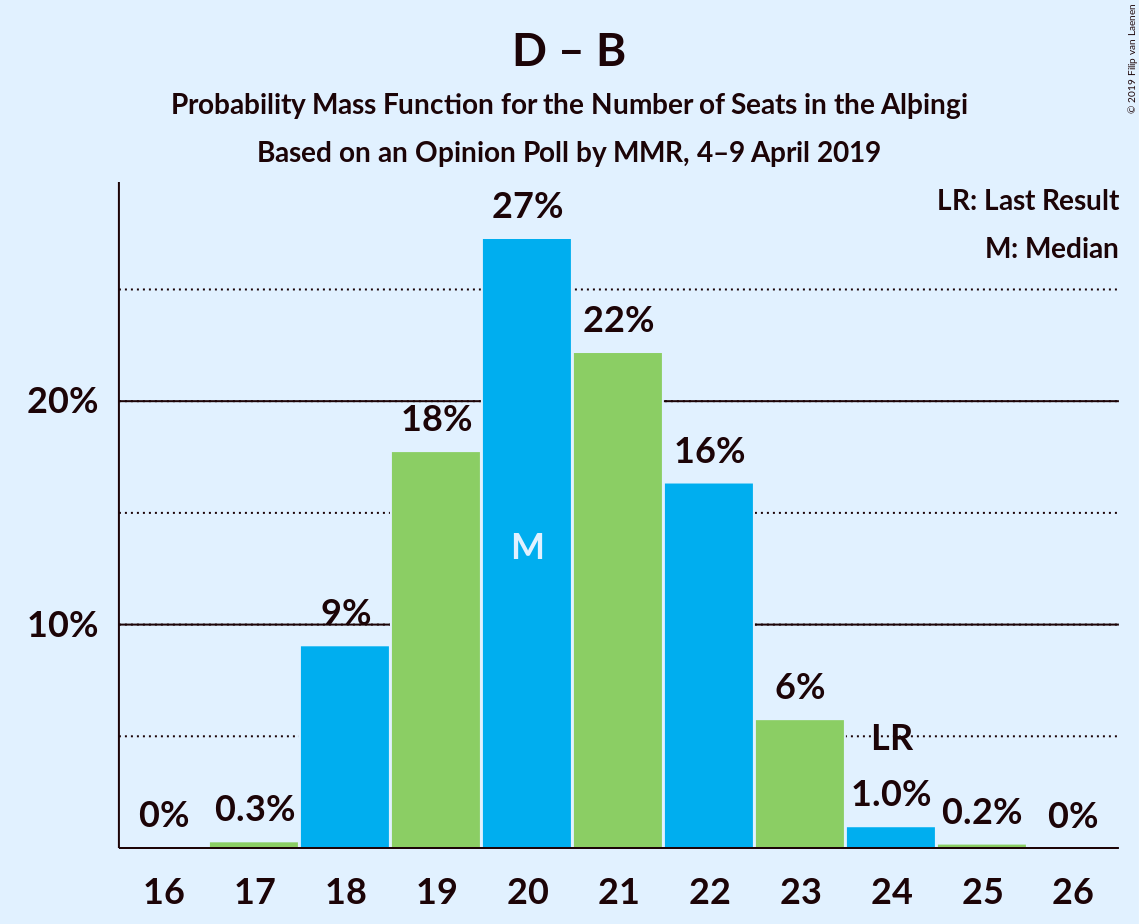 D – B
Probability Mass Function for the Number of Seats in the Alþingi
Based on an Opinion Poll by MMR, 4–9 April 2019
© 2019 Filip van Laenen
LR: Last Result
M: Median
20%
10%
0%
0.3%
9%
18%
27%
M
22%
16%
6%
LR
1.0%
0.2%
0%
16 17 18 19 20 21 22 23 24 25 26